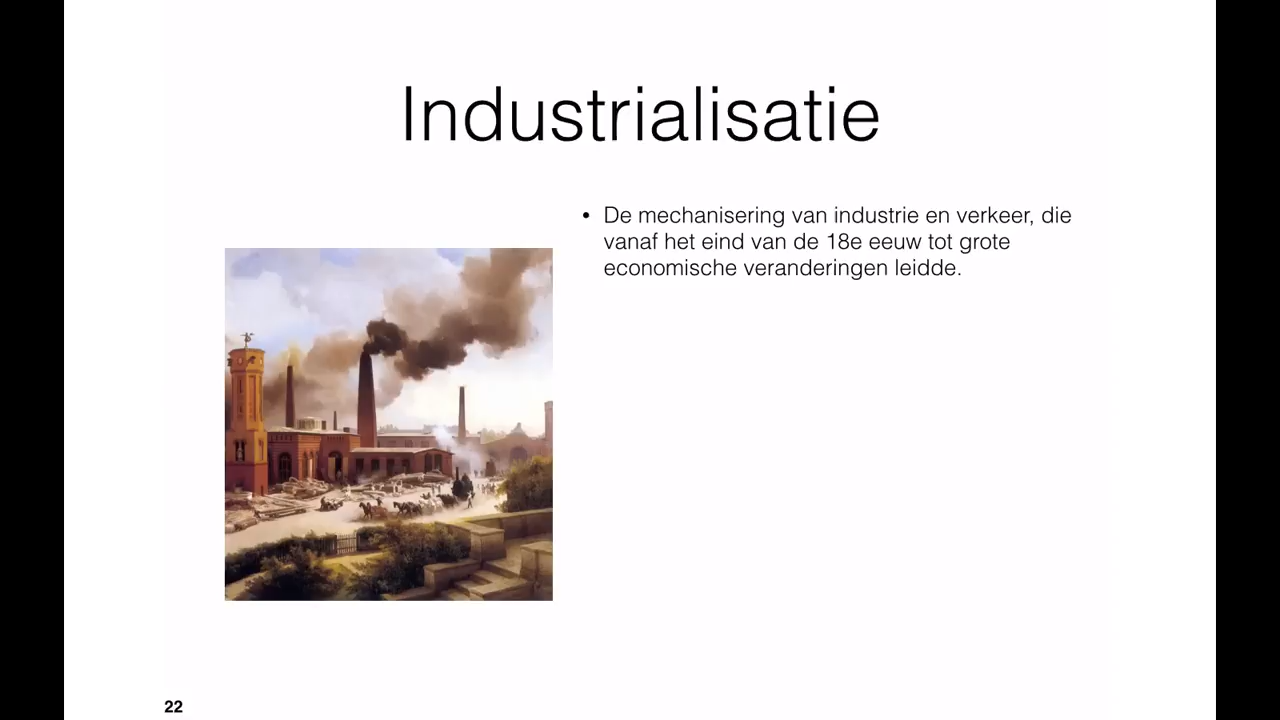 Industrialisatie
• De mechanisering van industrie en verkeer, die
vanaf het eind van de 18e eeuw tot grote
economische veranderingen leidde.
22